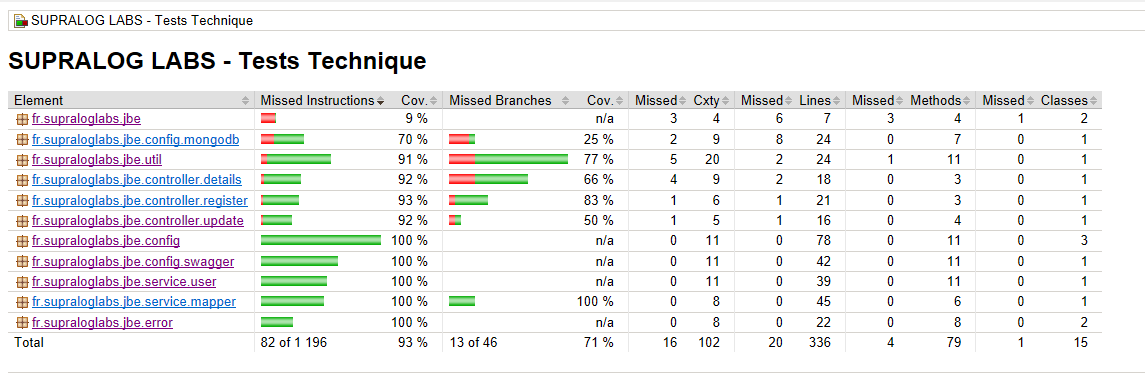 SUPRALOG LABS - Tests Technique
SUPRALOG LABS - Tests Technique
Element Missed Instructions Cov. Missed Branches Cov. Missed Cxty Missed Lines Missed Methods Missed Classes
fr.supraloglabs.jbe 9 % n/a 3 4 6 7 3 4 1 2
fr.supraloglabs.jbe.config.mongodb 70 % 25 % 2 9 8 24 0 7 0 1
fr.supraloglabs.jbe.util 91 % 77 % 5 20 2 24 1 11 0 1
fr.supraloglabs.jbe.controller.details 92 % 66 % 4 9 2 18 0 3 0 1
fr.supraloglabs.jbe.controller.register 93 % 83 % 1 6 1 21 0 3 0 1
fr.supraloglabs.jbe.controller.update 92 % 50 % 1 5 1 16 0 4 0 1
fr.supraloglabs.jbe.config 100 % n/a 0 11 0 78 0 11 0 3
fr.supraloglabs.jbe.config.swagger 100 % n/a 0 11 0 42 0 11 0 1
fr.supraloglabs.jbe.service.user 100 % n/a 0 11 0 39 0 11 0 1
fr.supraloglabs.jbe.service.mapper 100 % 100 % 0 8 0 45 0 6 0 1
fr.supraloglabs.jbe.error 100 % n/a 0 8 0 22 0 8 0 2
Total 82 of 1 196 93 % 13 of 46 71 % 16 102 20 336 4 79 1 15